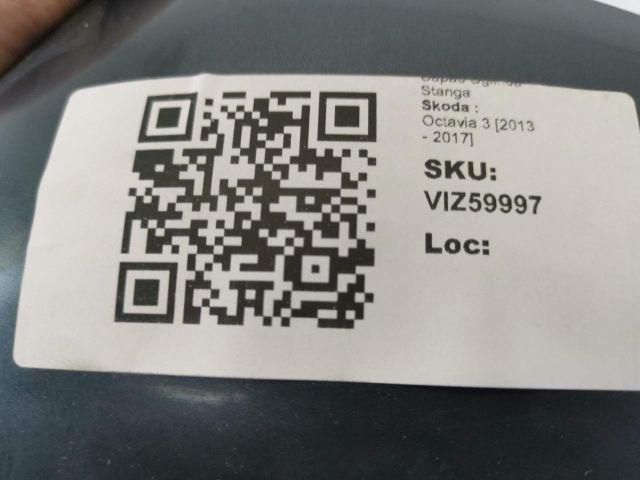 Stanga
Skoda :
Octavia 3 [2013
- 2017]
SKU:
VIZ59997
Loc: